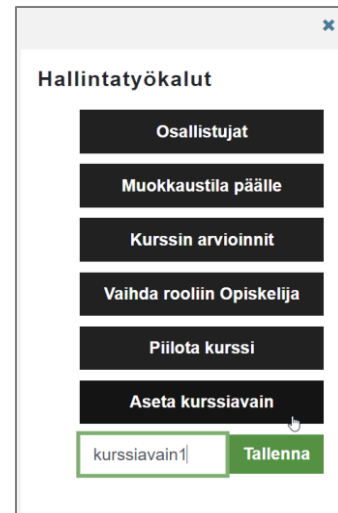 Hallintatyökalut
Osallistujat
Muokkaustila päälle
Kurssin arvioinnit
Vaihda rooliin Opiskelija
Piilota kurssi
Aseta kurssiavain
kurssiavain1 Tallenna